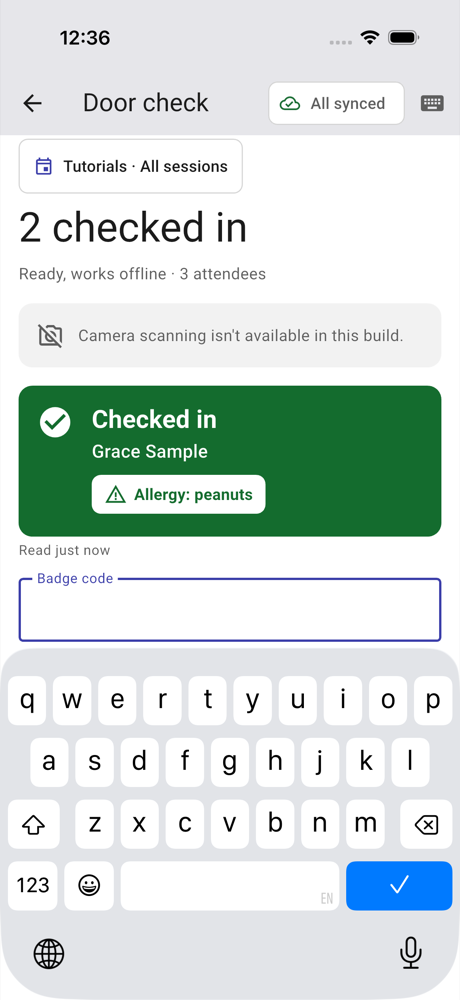 12:36
Door check
All synced
Tutorials · All sessions
2 checked in
Ready, works offline · 3 attendees
Camera scanning isn't available in this build.
Checked in
Grace Sample
Allergy: peanuts
Read just now
Badge code
q w e r t y u i o p
a s d f g h j k l
z x c v b n m
123
EN